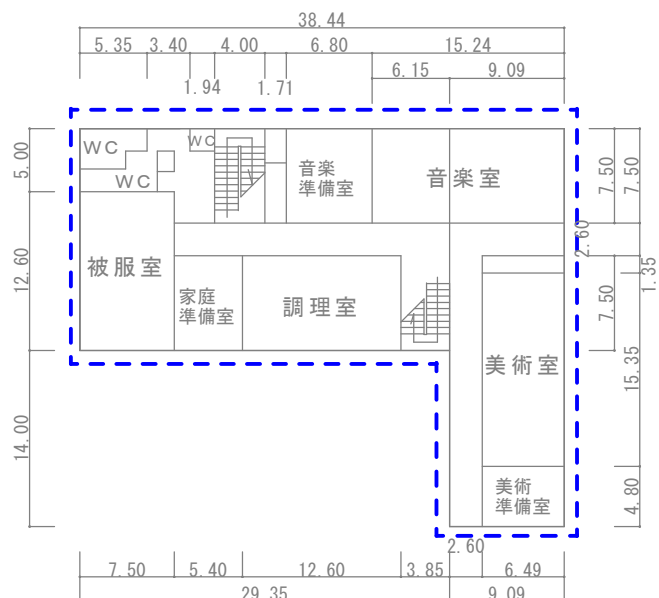 38.44
5.35 3.40 4.00 6.80 15.24
1.94 1.71 6.15 9.09
WC
WC
WC
音楽
準備室
音楽室
5.00
7.50
7.50
2.60
1.35
被服室
家庭
準備室
調理室
12.60
7.50
美術室
15.35
14.00
美術
準備室
4.80
2.60
7.50 5.40 12.60 3.85 6.49
29.35 9.09